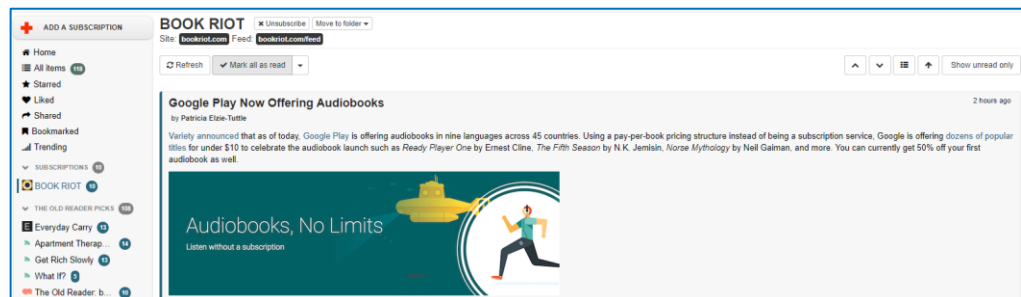 ADD A SUBSCRIPTION
Home
All items 118
Starred
Liked
Shared
Bookmarked
Trending
SUBSCRIPTIONS 10
BOOK RIOT 10
THE OLD READER PICKS 108
Everyday Carry 13
Apartment Therap... 14
Get Rich Slowly 13
What If? 3
The Old Reader: b... 10
BOOK RIOT Unsubscribe Move to folder
Site: bookriot.com Feed: bookriot.com/feed
Refresh Mark all as read Show unread only
Google Play Now Offering Audiobooks 2 hours ago
by Patricia Elzie-Tuttle
Variety announced that as of today, Google Play is offering audiobooks in nine languages across 45 countries. Using a pay-per-book pricing structure instead of being a subscription service, Google is offering dozens of popular
titles for under $10 to celebrate the audiobook launch such as Ready Player One by Ernest Cline, The Fifth Season by N.K. Jemisin, Norse Mythology by Neil Gaiman, and more. You can currently get 50% off your first
audiobook as well.
Audiobooks, No Limits
Listen without a subscription